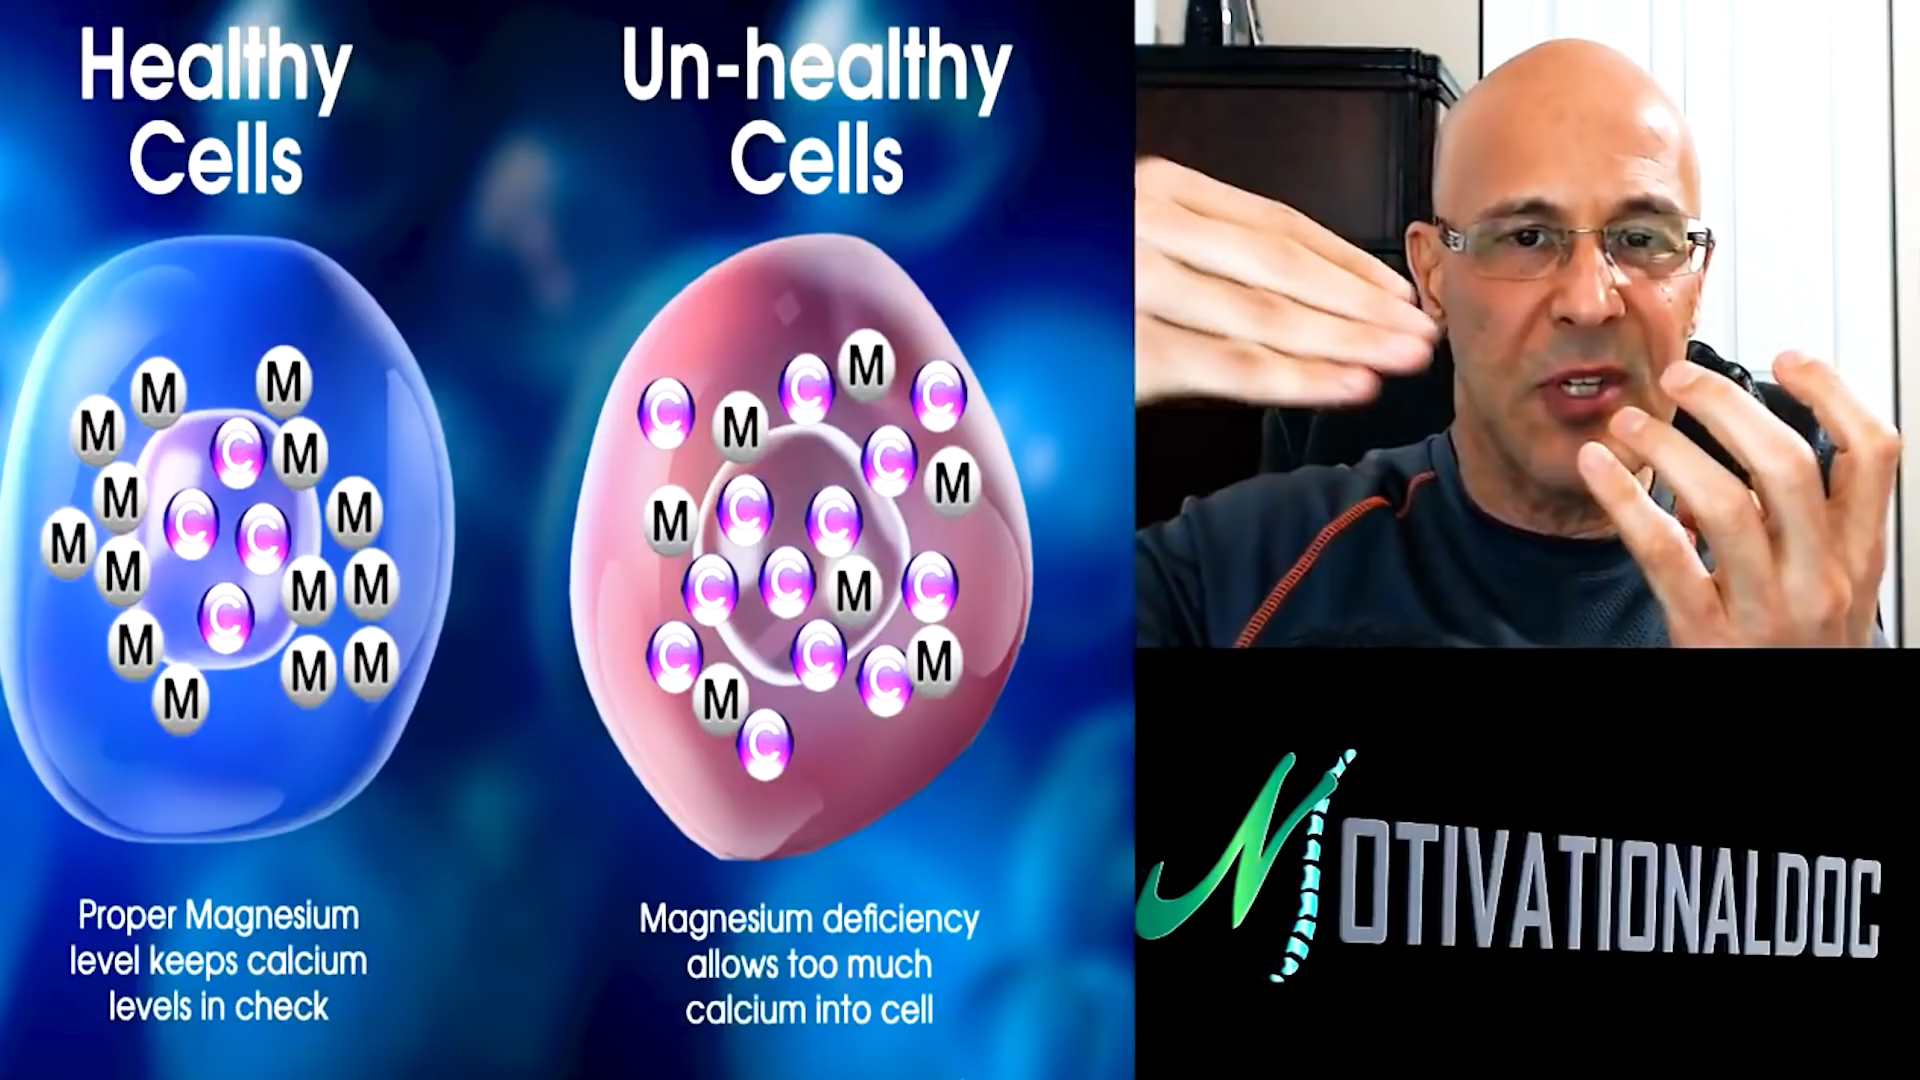 Healthy
Cells
Un-healthy
Cells
M
M
M
C
M
M
C
C
M
M
M
M
M
C
M
M
M
M
C
M
C
C
M
C
M
M
C
C
C
C
M
C
C
C
M
C
M
C
Proper Magnesium
level keeps calcium
levels in check
Magnesium deficiency
allows too much
calcium into cell
MOTIVATIONALDOC